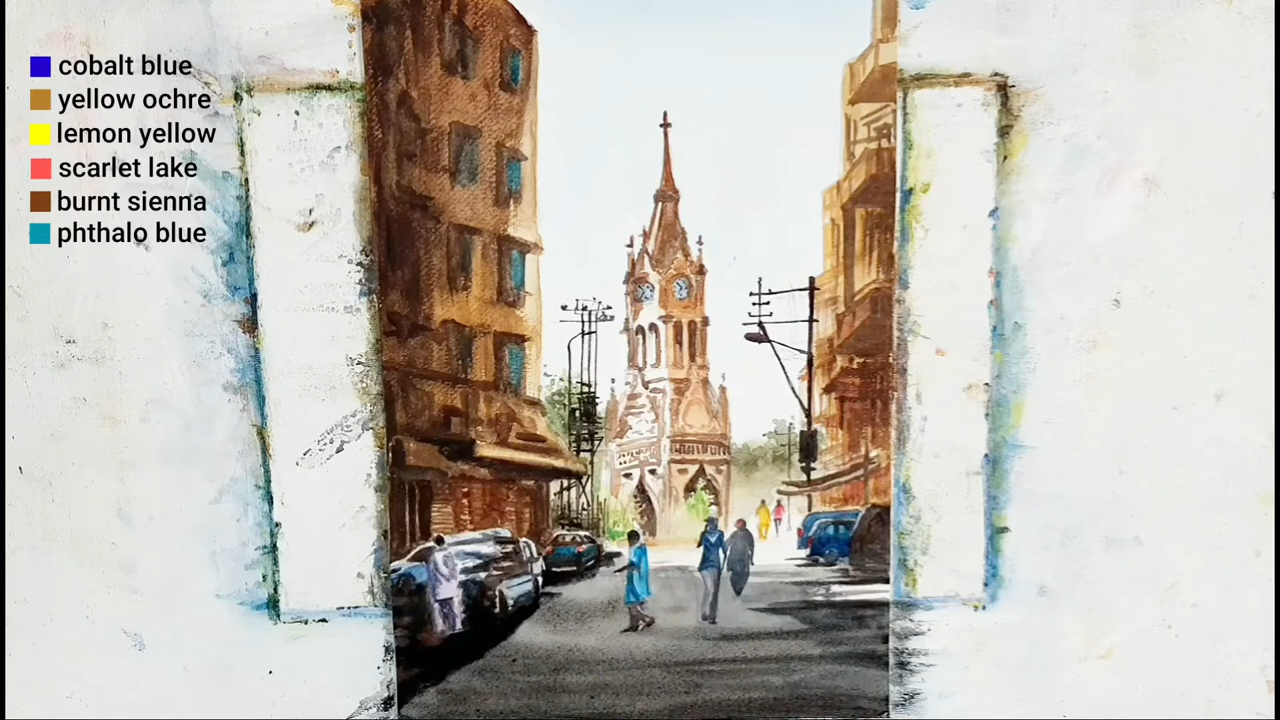 cobalt blue
yellow ochre
lemon yellow
scarlet lake
burnt sienna
phthalo blue